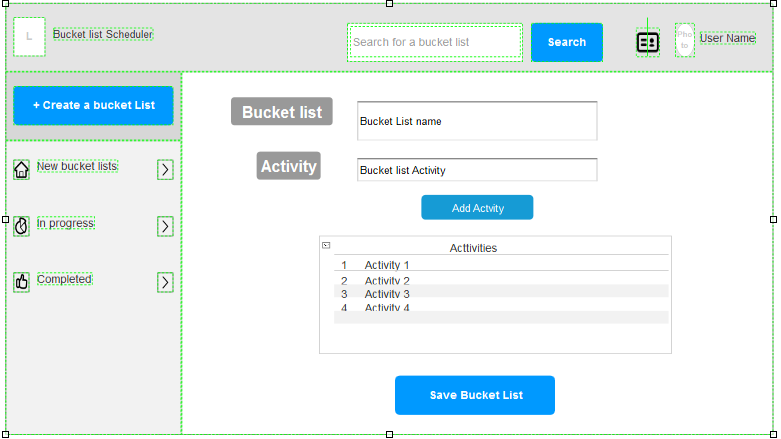 L
Bucket list Scheduler
Search for a bucket list
Search
Pho
to
User Name
+ Create a bucket List
New bucket lists
In progress
Completed
Bucket list
Bucket List name
Activity
Bucket list Activity
Add Actvity
Acttivities
1 Activity 1
2 Activity 2
3 Activity 3
4 Activity 4
Save Bucket List